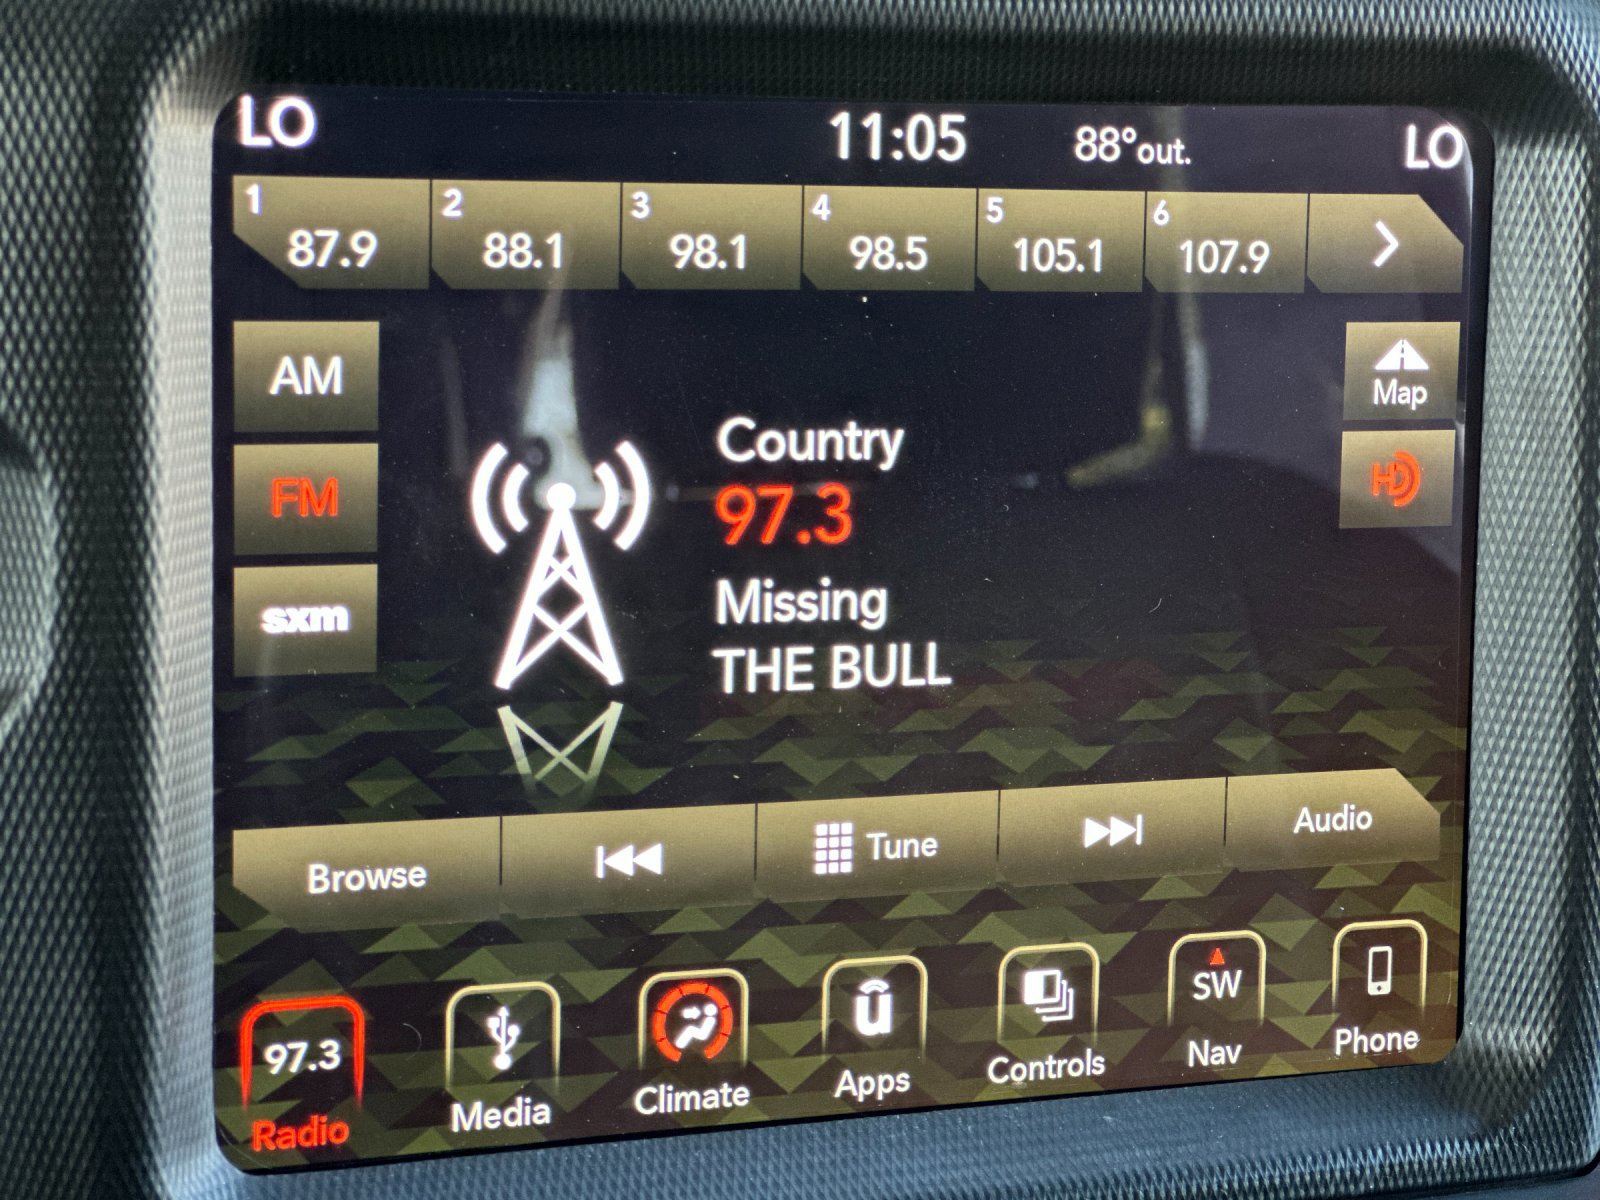 LO 11:05 88°out. LO
1 2 3 4 5 6
87.9 88.1 98.1 98.5 105.1 107.9 >
AM
Map
Country
FM
97.3
HD
Missing
sxm
THE BULL
Browse Tune Audio
97.3 u SW
Radio Media Climate Apps Controls Nav Phone